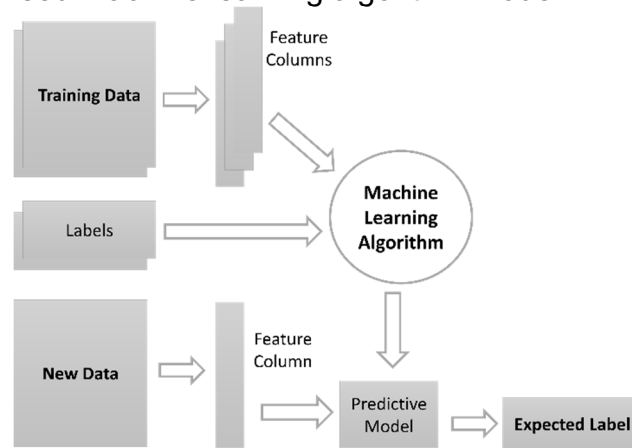 Feature
Columns
Training Data
Machine
Learning
Algorithm
Labels
Feature
Column
New Data
Predictive
Model
Expected Label